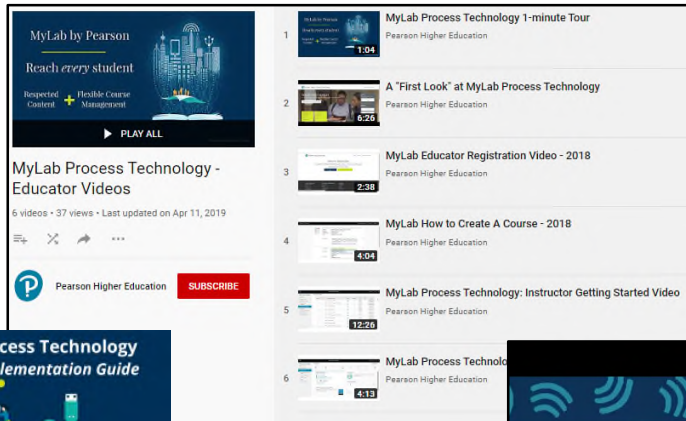 MyLab by Pearson
Reach every student
Respected Content + Flexible Course Management
PLAY ALL
MyLab Process Technology -
Educator Videos
6 videos • 37 views • Last updated on Apr 11, 2019
Pearson Higher Education SUBSCRIBE
1
1:04
MyLab Process Technology 1-minute Tour
Pearson Higher Education
2
6:26
A "First Look" at MyLab Process Technology
Pearson Higher Education
3
2:38
MyLab Educator Registration Video - 2018
Pearson Higher Education
4
4:04
MyLab How to Create A Course - 2018
Pearson Higher Education
5
12:26
MyLab Process Technology: Instructor Getting Started Video
Pearson Higher Education
6
4:13
MyLab Process Technolo
Pearson Higher Education
cess Technology
lementation Guide